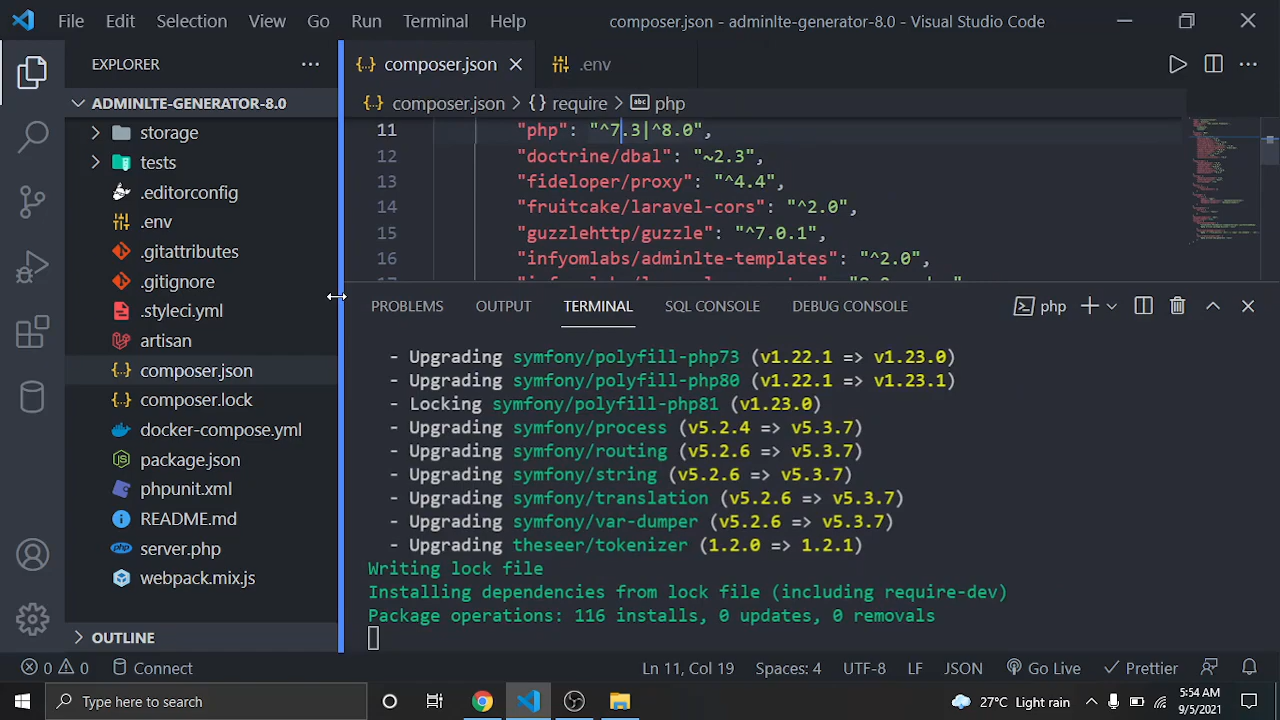 File Edit Selection View Go Run Terminal Help composer.json - adminlte-generator-8.0 - Visual Studio Code
EXPLORER
ADMINLTE-GENERATOR-8.0
storage
tests
.editorconfig
.env
.gitattributes
.gitignore
.styleci.yml
artisan
composer.json
composer.lock
docker-compose.yml
package.json
phpunit.xml
README.md
server.php
webpack.mix.js
OUTLINE
composer.json .env
composer.json > {} require > abc php
11 "php": "^7.3|^8.0",
12 "doctrine/dbal": "~2.3",
13 "fideloper/proxy": "^4.4",
14 "fruitcake/laravel-cors": "^2.0",
15 "guzzlehttp/guzzle": "^7.0.1",
16 "infyomlabs/adminlte-templates": "^2.0",
PROBLEMS OUTPUT TERMINAL SQL CONSOLE DEBUG CONSOLE php
- Upgrading symfony/polyfill-php73 (v1.22.1 => v1.23.0)
- Upgrading symfony/polyfill-php80 (v1.22.1 => v1.23.1)
- Locking symfony/polyfill-php81 (v1.23.0)
- Upgrading symfony/process (v5.2.4 => v5.3.7)
- Upgrading symfony/routing (v5.2.6 => v5.3.7)
- Upgrading symfony/string (v5.2.6 => v5.3.7)
- Upgrading symfony/translation (v5.2.6 => v5.3.7)
- Upgrading symfony/var-dumper (v5.2.6 => v5.3.7)
- Upgrading theseer/tokenizer (1.2.0 => 1.2.1)
Writing lock file
Installing dependencies from lock file (including require-dev)
Package operations: 116 installs, 0 updates, 0 removals
0 0 Connect Ln 11, Col 19 Spaces: 4 UTF-8 LF JSON Go Live Prettier
Type here to search 27°C Light rain 5:54 AM
9/5/2021